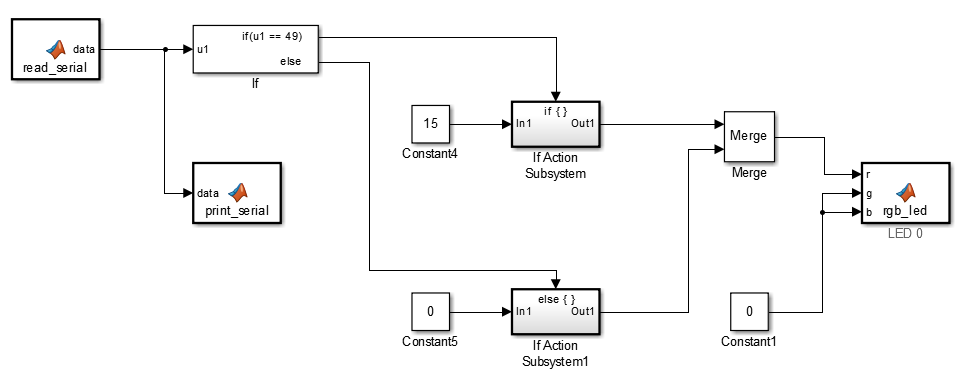 data
read_serial
u1
if(u1 == 49)
else
If
data
print_serial
15
Constant4
if { }
In1
Out1
If Action
Subsystem
Merge
Merge
r
g
b
rgb_led
LED 0
0
Constant5
else { }
In1
Out1
If Action
Subsystem1
0
Constant1